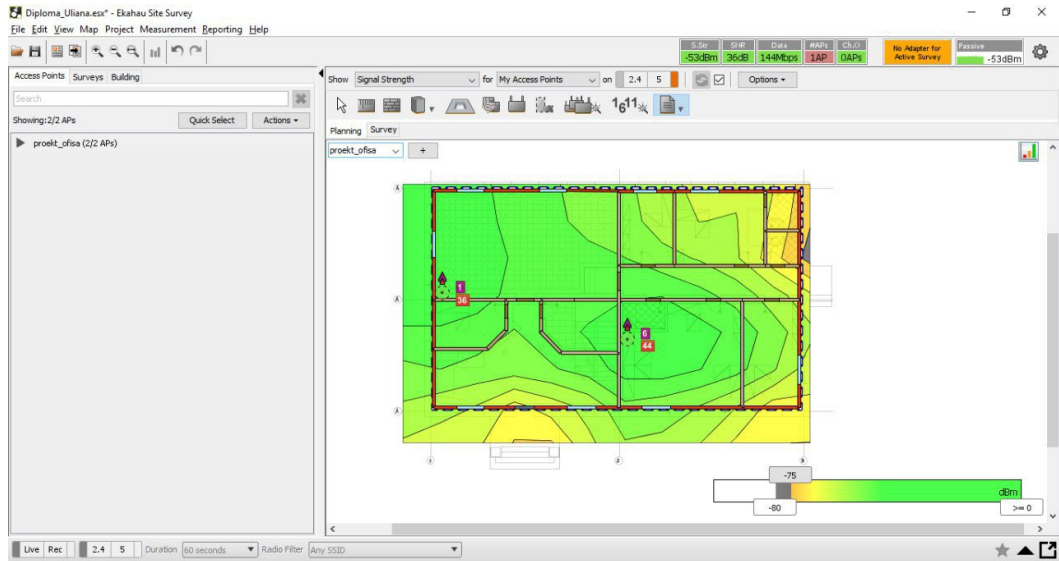 Diploma_Uliana.esx* - Ekahau Site Survey
File Edit View Map Project Measurement Reporting Help
S.Str SNR Data #APs Ch.O
-53dBm 36dB 144Mbps 1AP 0APs
No Adapter for
Active Survey
Passive
-53dBm
Access Points Surveys Building
Show Signal Strength for My Access Points on 2.4 5 Options
Search
Showing:2/2 APs Quick Select Actions
proekt_ofisa (2/2 APs)
Planning Survey
proekt_ofisa +
1
36
6
44
-75
dBm
-80 >= 0
Live Rec 2.4 5 Duration 60 seconds Radio Filter Any SSID